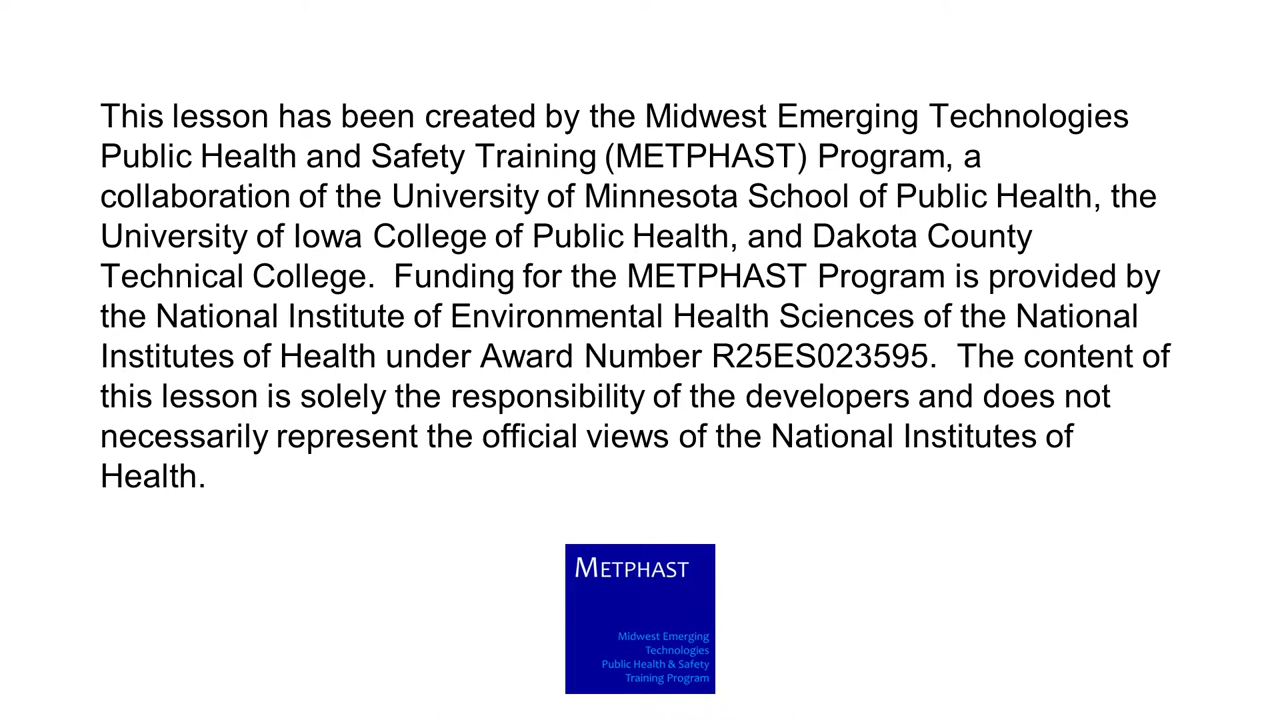 This lesson has been created by the Midwest Emerging Technologies
Public Health and Safety Training (METPHAST) Program, a
collaboration of the University of Minnesota School of Public Health, the
University of Iowa College of Public Health, and Dakota County
Technical College.  Funding for the METPHAST Program is provided by
the National Institute of Environmental Health Sciences of the National
Institutes of Health under Award Number R25ES023595.  The content of
this lesson is solely the responsibility of the developers and does not
necessarily represent the official views of the National Institutes of
Health.
METPHAST
Midwest Emerging
Technologies
Public Health & Safety
Training Program